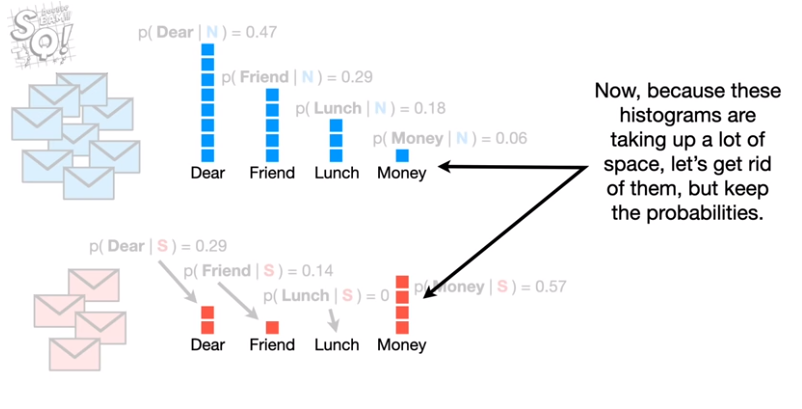 SQ!
p( Dear | N ) = 0.47
p( Friend | N ) = 0.29
p( Lunch | N ) = 0.18
p( Money | N ) = 0.06
Dear Friend Lunch Money
Now, because these
histograms are
taking up a lot of
space, let's get rid
of them, but keep
the probabilities.
p( Dear | S ) = 0.29
p( Friend | S ) = 0.14
p( Lunch | S ) = 0
p( Money | S ) = 0.57
Dear Friend Lunch Money